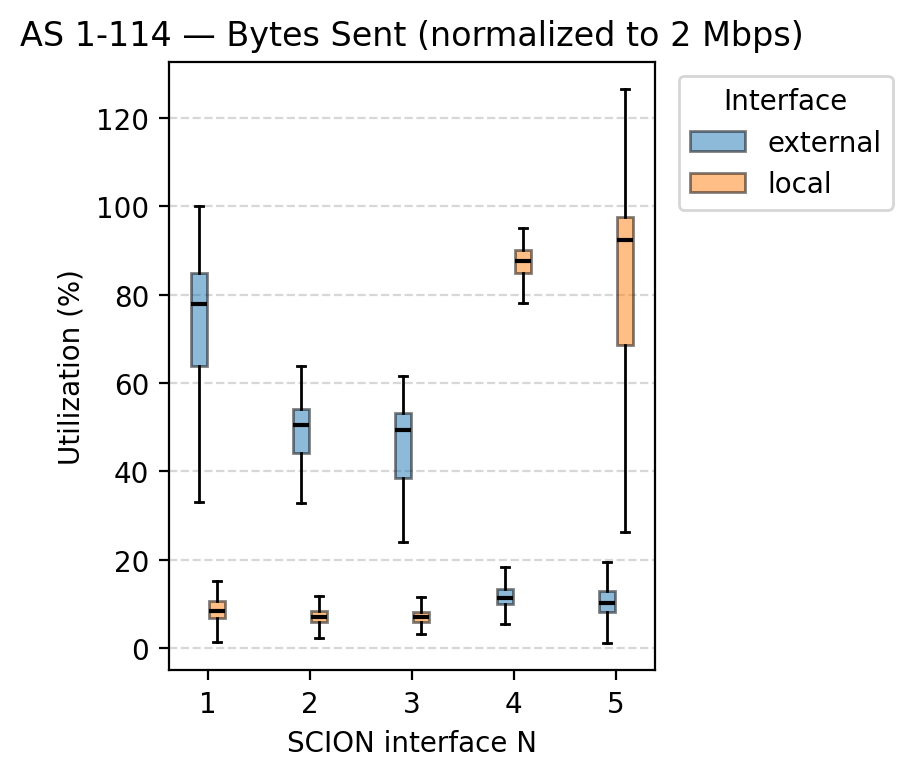 AS 1-114 — Bytes Sent (normalized to 2 Mbps)
Interface
external
local
Utilization (%)
120
100
80
60
40
20
0
1 2 3 4 5
SCION interface N